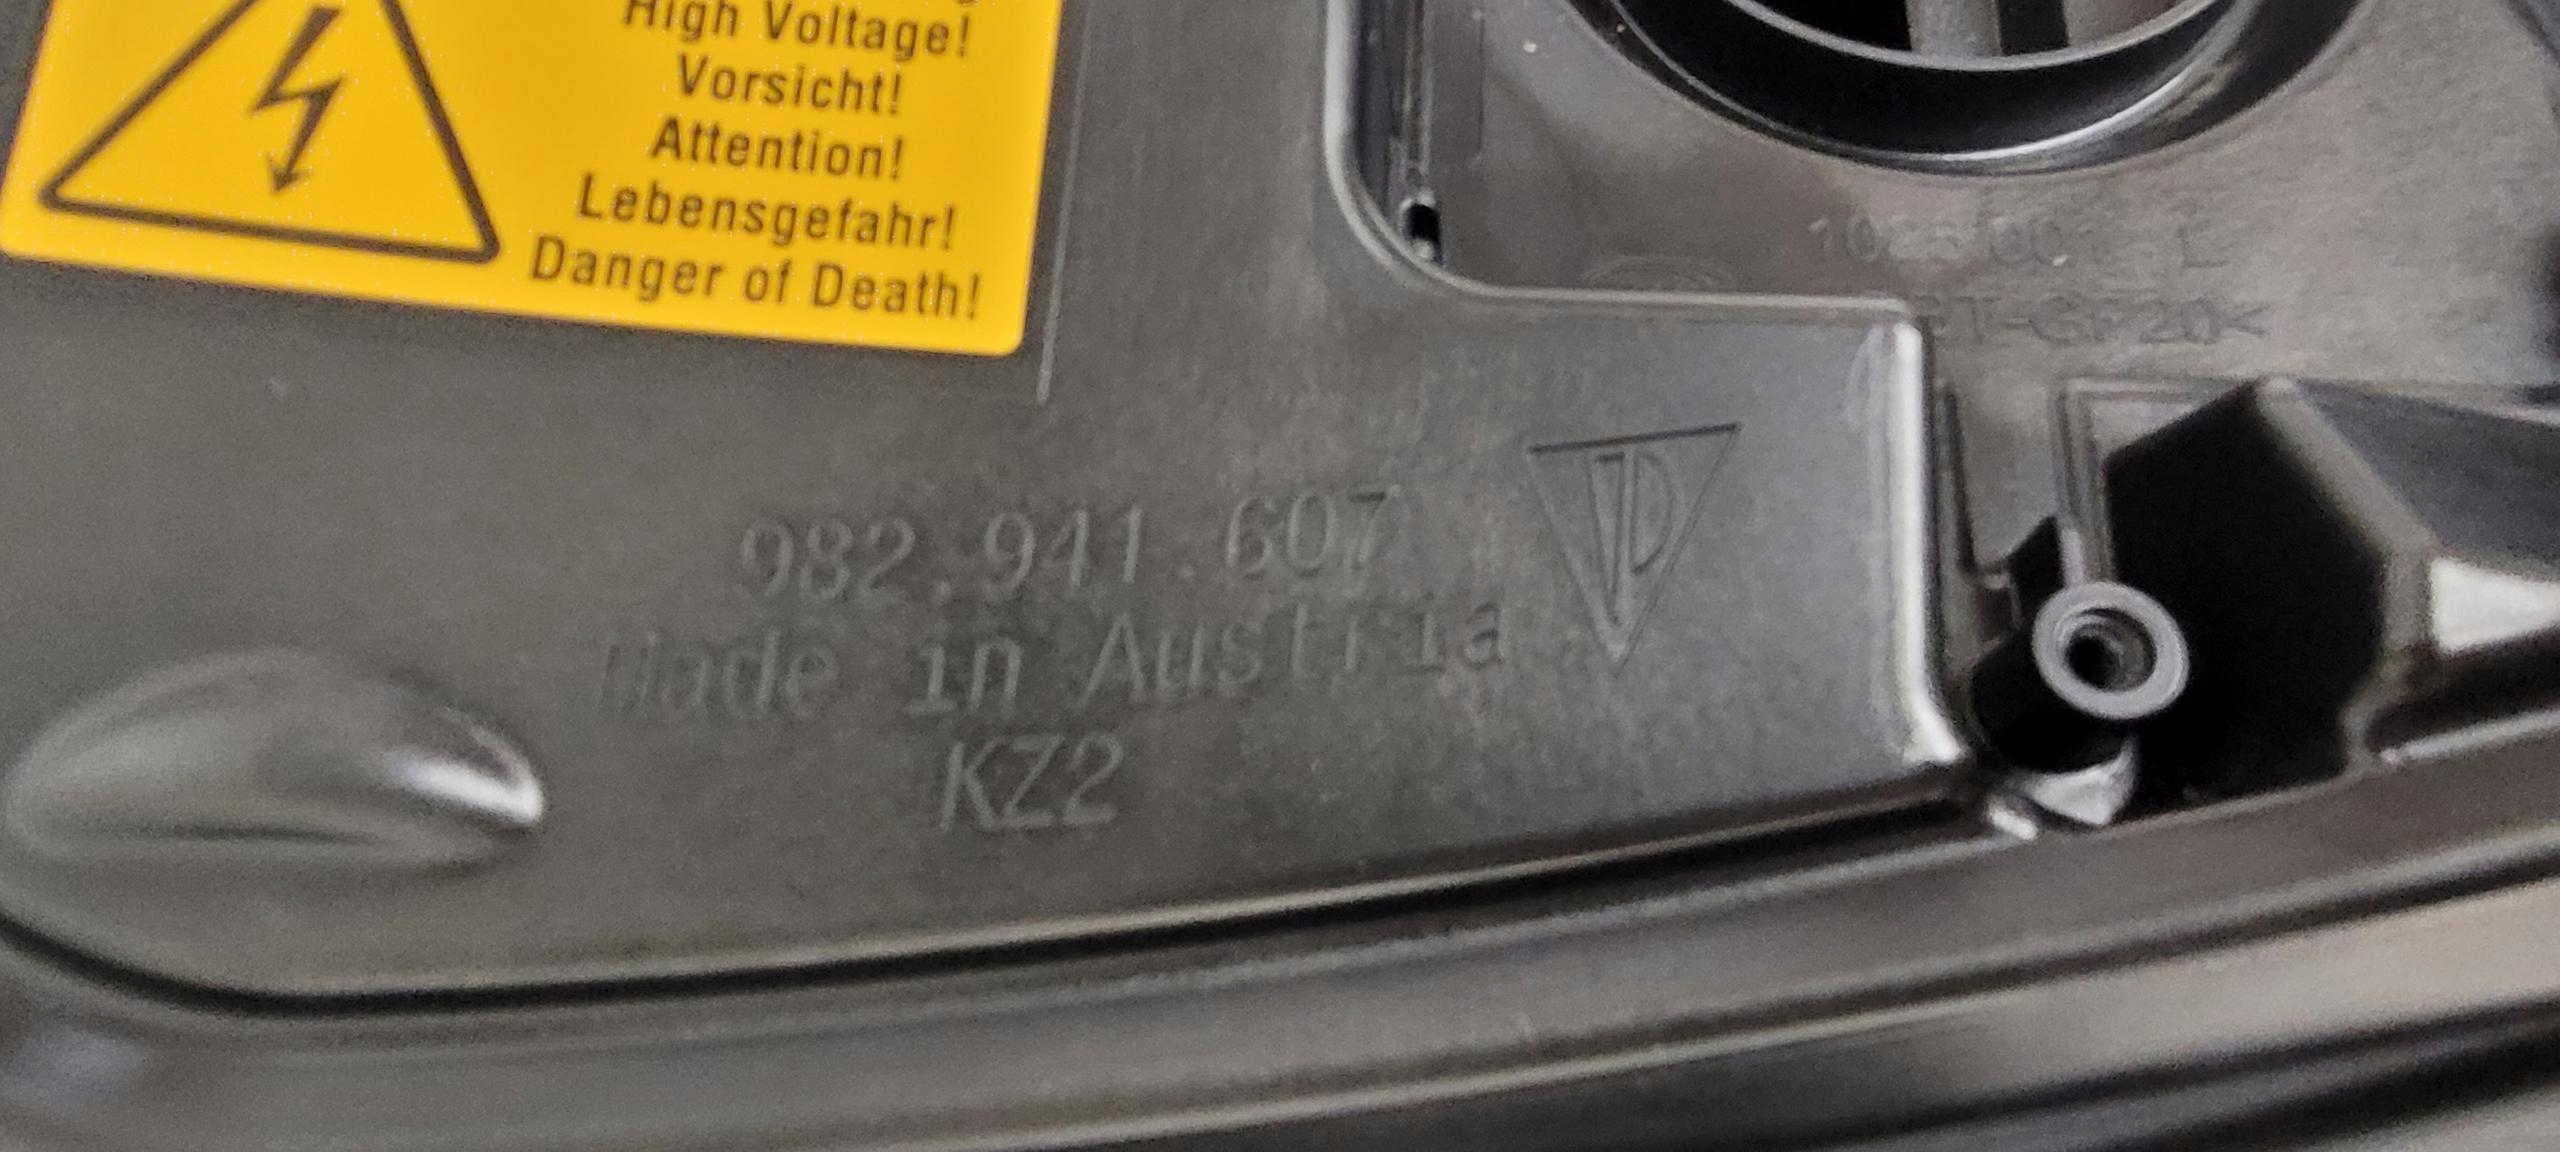 High Voltage!
Vorsicht!
Attention!
Lebensgefahr!
Danger of Death!
982.941.607
Made in Austria
KZ2